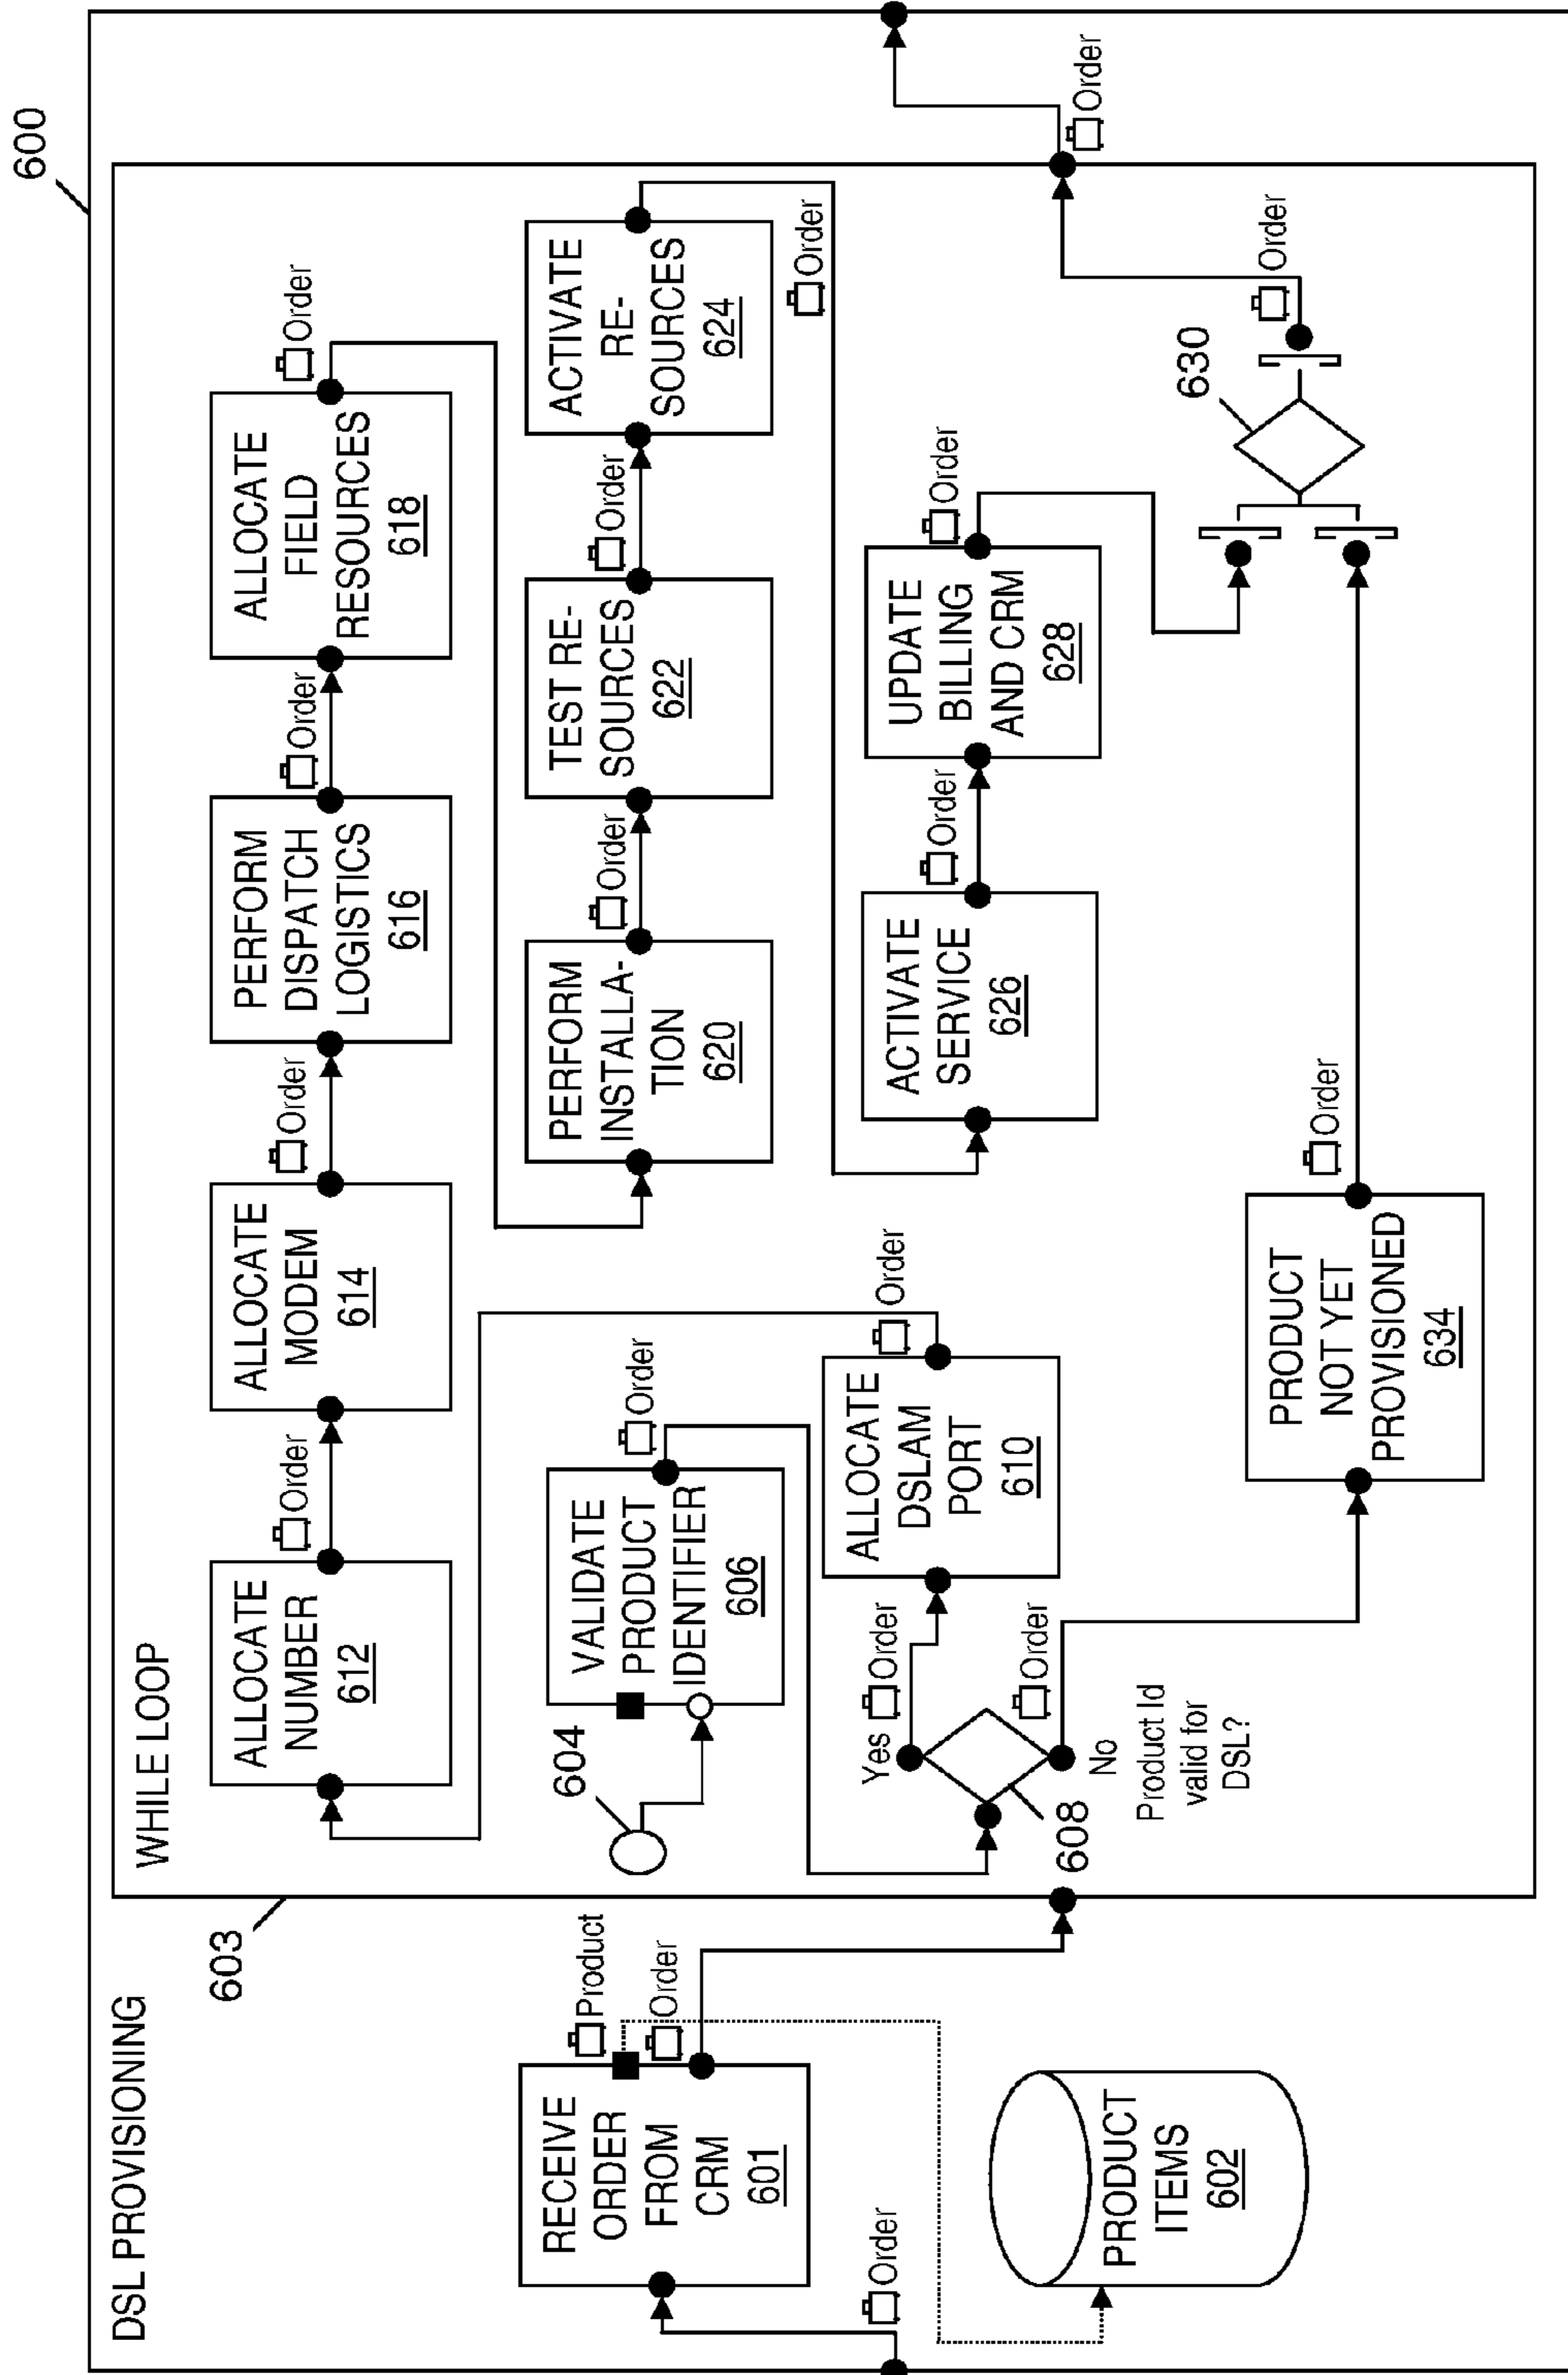 600
DSL PROVISIONING
603
WHILE LOOP
Order
RECEIVE
ORDER
FROM
CRM
601
Product
Order
PRODUCT
ITEMS
602
604
VALIDATE
PRODUCT
IDENTIFIER
606
Order
608
Yes
Order
No
Order
Product Id
valid for
DSL?
ALLOCATE
DSLAM
PORT
610
Order
ALLOCATE
NUMBER
612
Order
ALLOCATE
MODEM
614
Order
PERFORM
DISPATCH
LOGISTICS
616
Order
ALLOCATE
FIELD
RESOURCES
618
Order
PERFORM
INSTALLA-
TION
620
Order
TEST RE-
SOURCES
622
Order
ACTIVATE
RE-
SOURCES
624
Order
ACTIVATE
SERVICE
626
Order
UPDATE
BILLING
AND CRM
628
Order
PRODUCT
NOT YET
PROVISIONED
634
Order
630
Order
Order